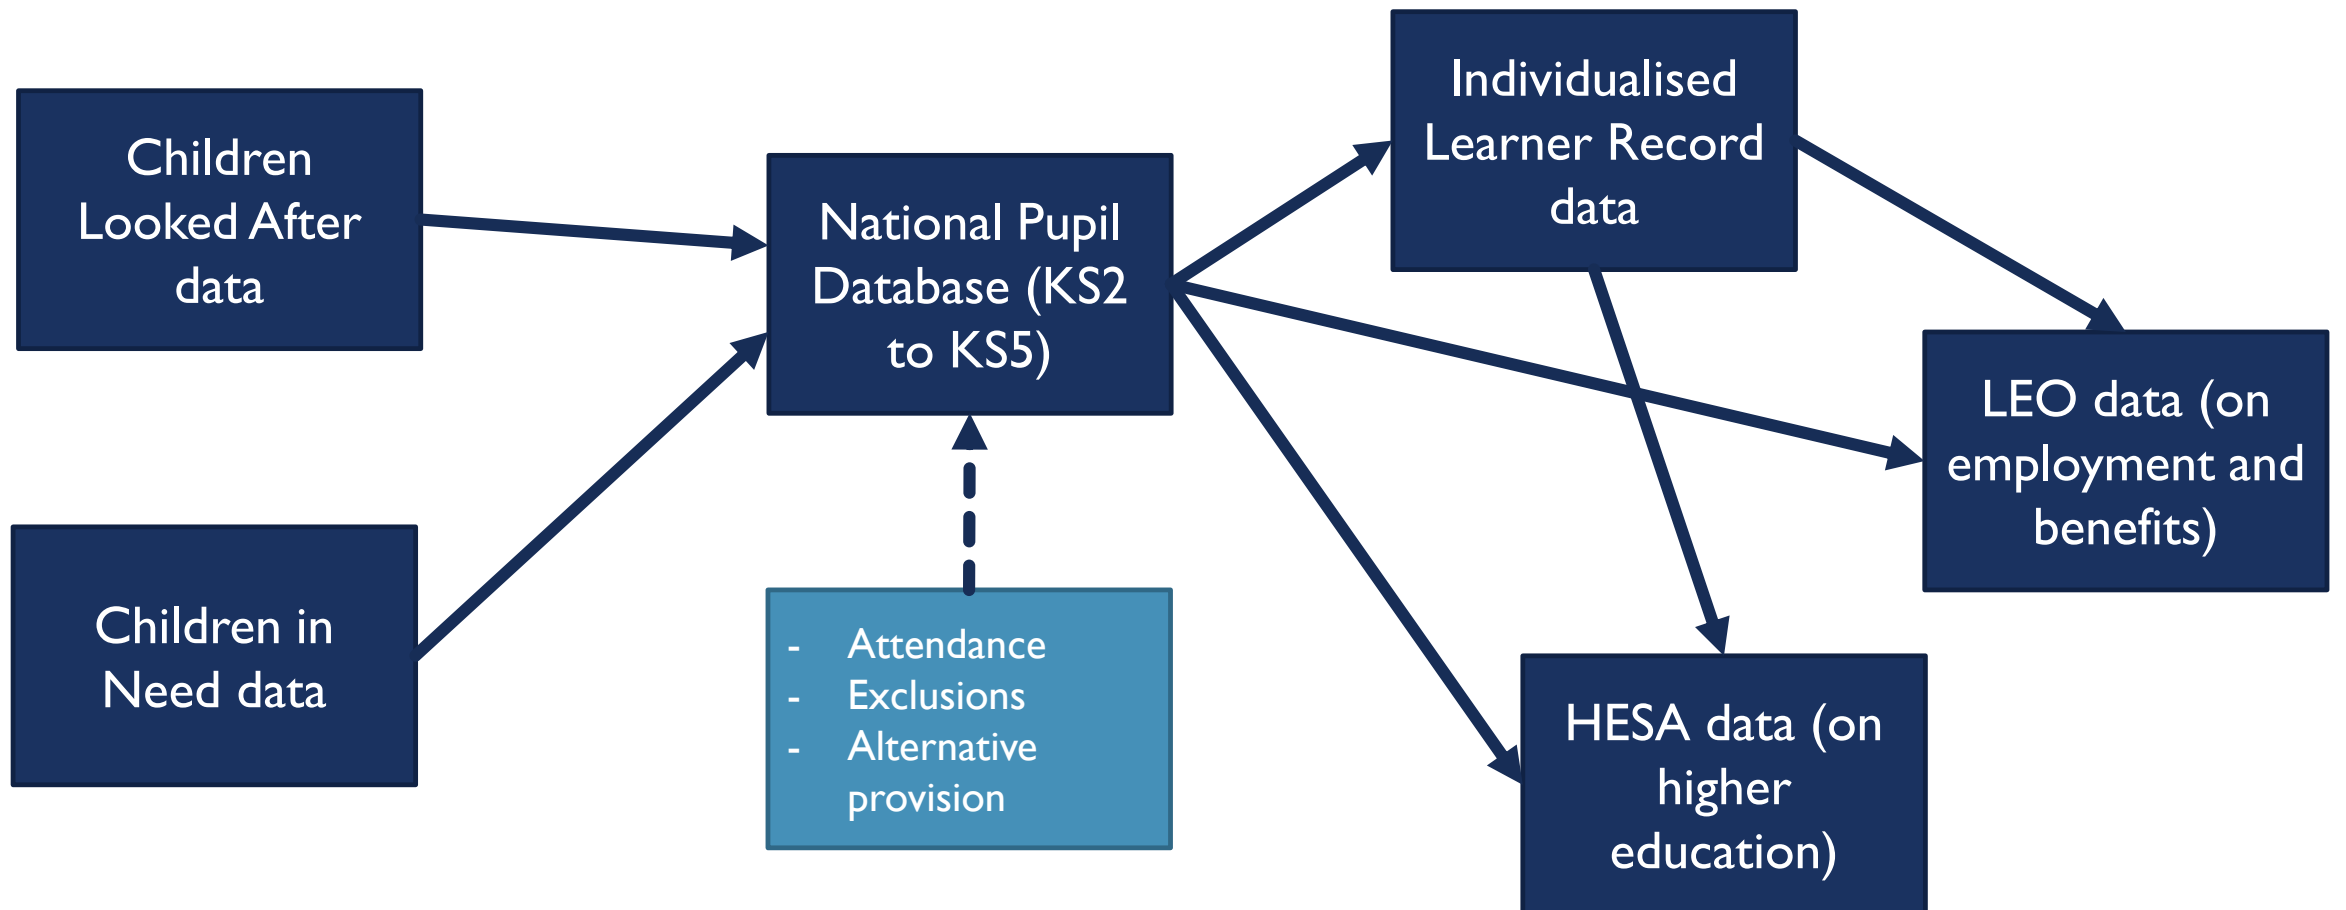 Children
Looked After
data
Children in
Need data
National Pupil
Database (KS2
to KS5)
- Attendance
- Exclusions
- Alternative
provision
Individualised
Learner Record
data
LEO data (on
employment and
benefits)
HESA data (on
higher
education)